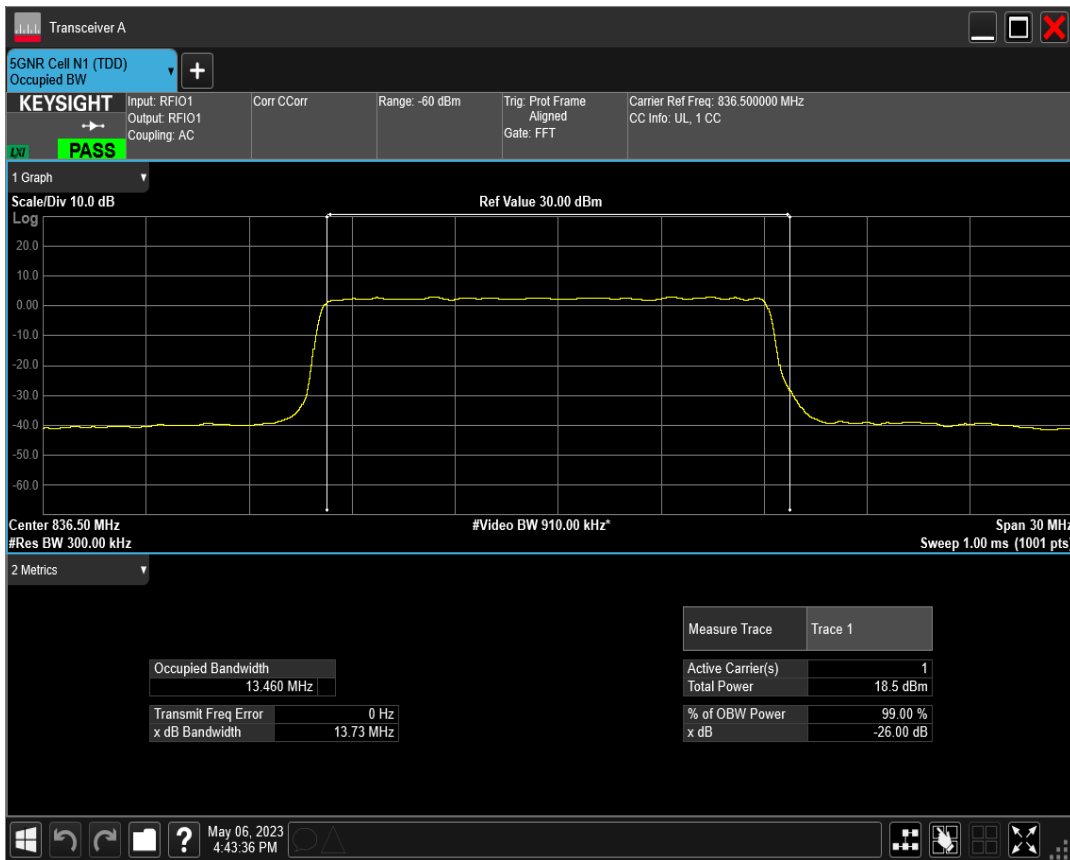 Transceiver A
5GNR Cell N1 (TDD)
Occupied BW
KEYSIGHT
LXI
PASS
Input: RFIO1
Output: RFIO1
Coupling: AC
Corr CCorr
Range: -60 dBm
Trig: Prot Frame
Aligned
Gate: FFT
Carrier Ref Freq: 836.500000 MHz
CC Info: UL, 1 CC
1 Graph
Scale/Div 10.0 dB
Ref Value 30.00 dBm
Log
20.0
10.0
0.00
-10.0
-20.0
-30.0
-40.0
-50.0
-60.0
Center 836.50 MHz
#Video BW 910.00 kHz*
Span 30 MHz
#Res BW 300.00 kHz
Sweep 1.00 ms (1001 pts)
2 Metrics
Measure Trace Trace 1
Occupied Bandwidth
13.460 MHz
Active Carrier(s) 1
Total Power 18.5 dBm
Transmit Freq Error 0 Hz
x dB Bandwidth 13.73 MHz
% of OBW Power 99.00 %
x dB -26.00 dB
?
May 06, 2023
4:43:36 PM